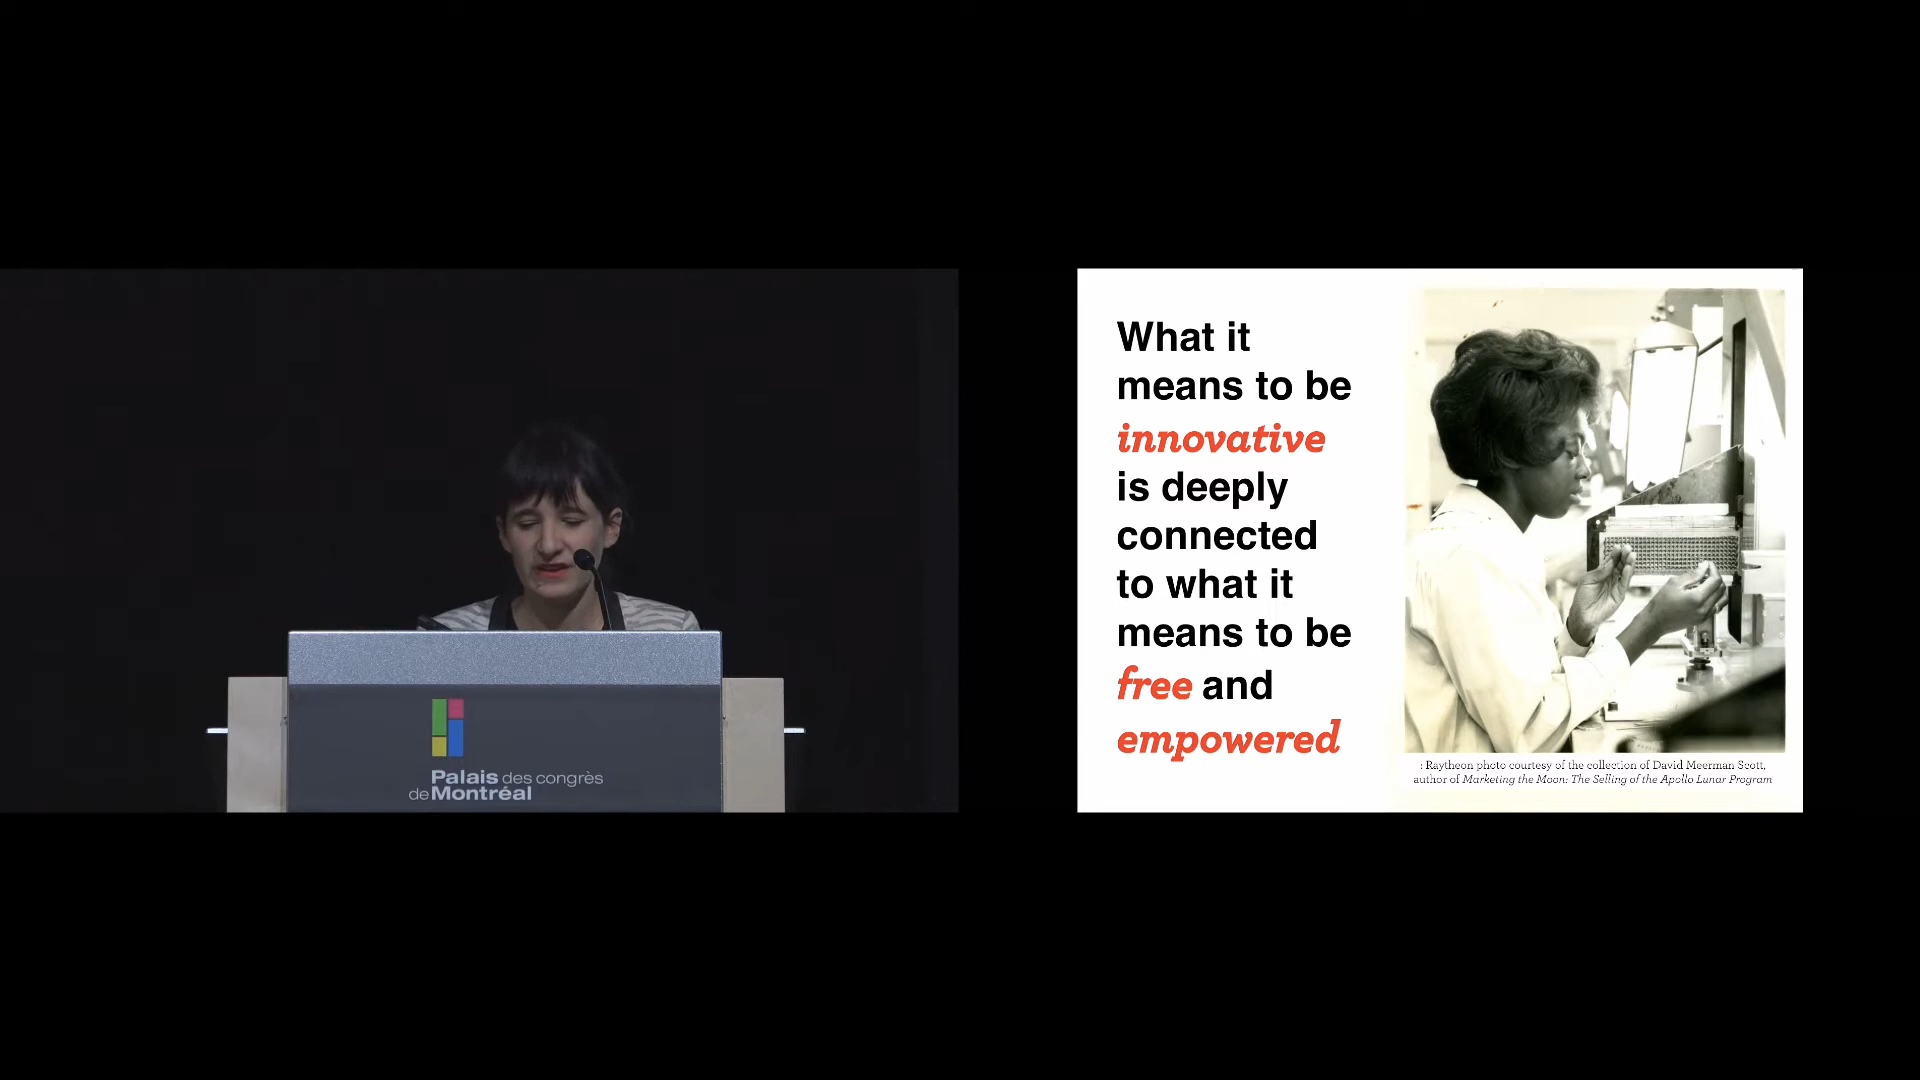 Palais des congrès
de Montréal
What it
means to be
innovative
is deeply
connected
to what it
means to be
free and
empowered
: Raytheon photo courtesy of the collection of David Meerman Scott,
author of Marketing the Moon: The Selling of the Apollo Lunar Program